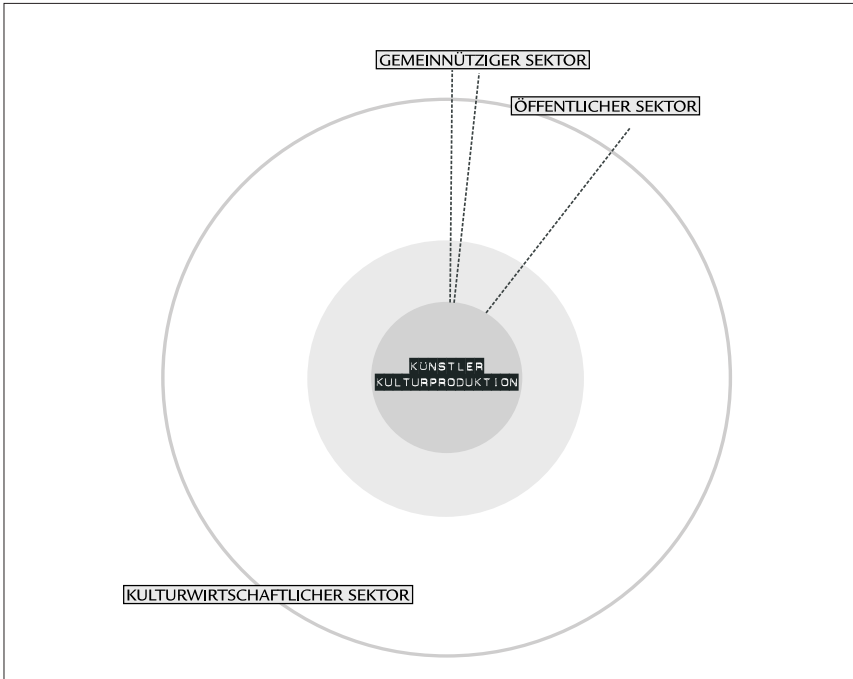 GEMEINNÜTZIGER SEKTOR
ÖFFENTLICHER SEKTOR
KÜNSTLER
KULTURPRODUKTION
KULTURWIRTSCHAFTLICHER SEKTOR